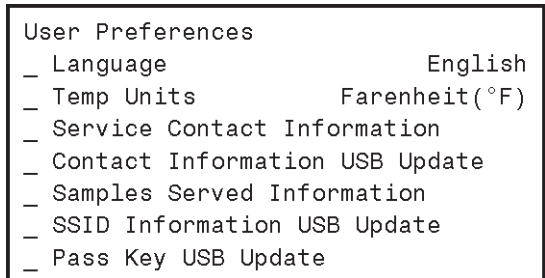 User Preferences
_ Language English
_ Temp Units Farenheit(°F)
_ Service Contact Information
_ Contact Information USB Update
_ Samples Served Information
_ SSID Information USB Update
_ Pass Key USB Update